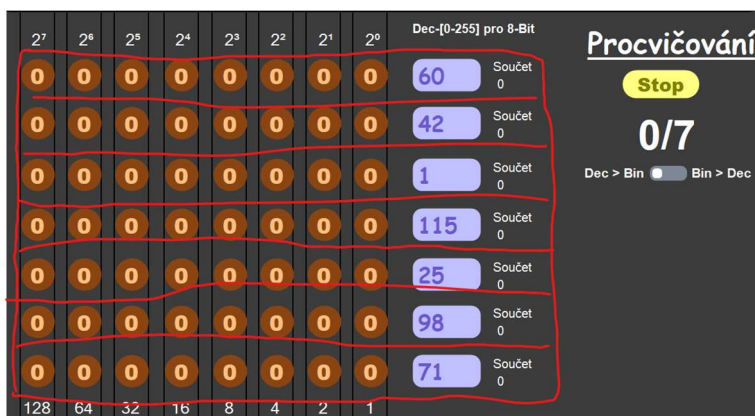 2⁷ 2⁶ 2⁵ 2⁴ 2³ 2² 2¹ 2⁰ Dec-[0-255] pro 8-Bit
0 0 0 0 0 0 0 0 60 Součet 0
0 0 0 0 0 0 0 0 42 Součet 0
0 0 0 0 0 0 0 0 1 Součet 0
0 0 0 0 0 0 0 0 115 Součet 0
0 0 0 0 0 0 0 0 25 Součet 0
0 0 0 0 0 0 0 0 98 Součet 0
0 0 0 0 0 0 0 0 71 Součet 0
128 64 32 16 8 4 2 1
Procvičování
Stop
0/7
Dec > Bin Bin > Dec